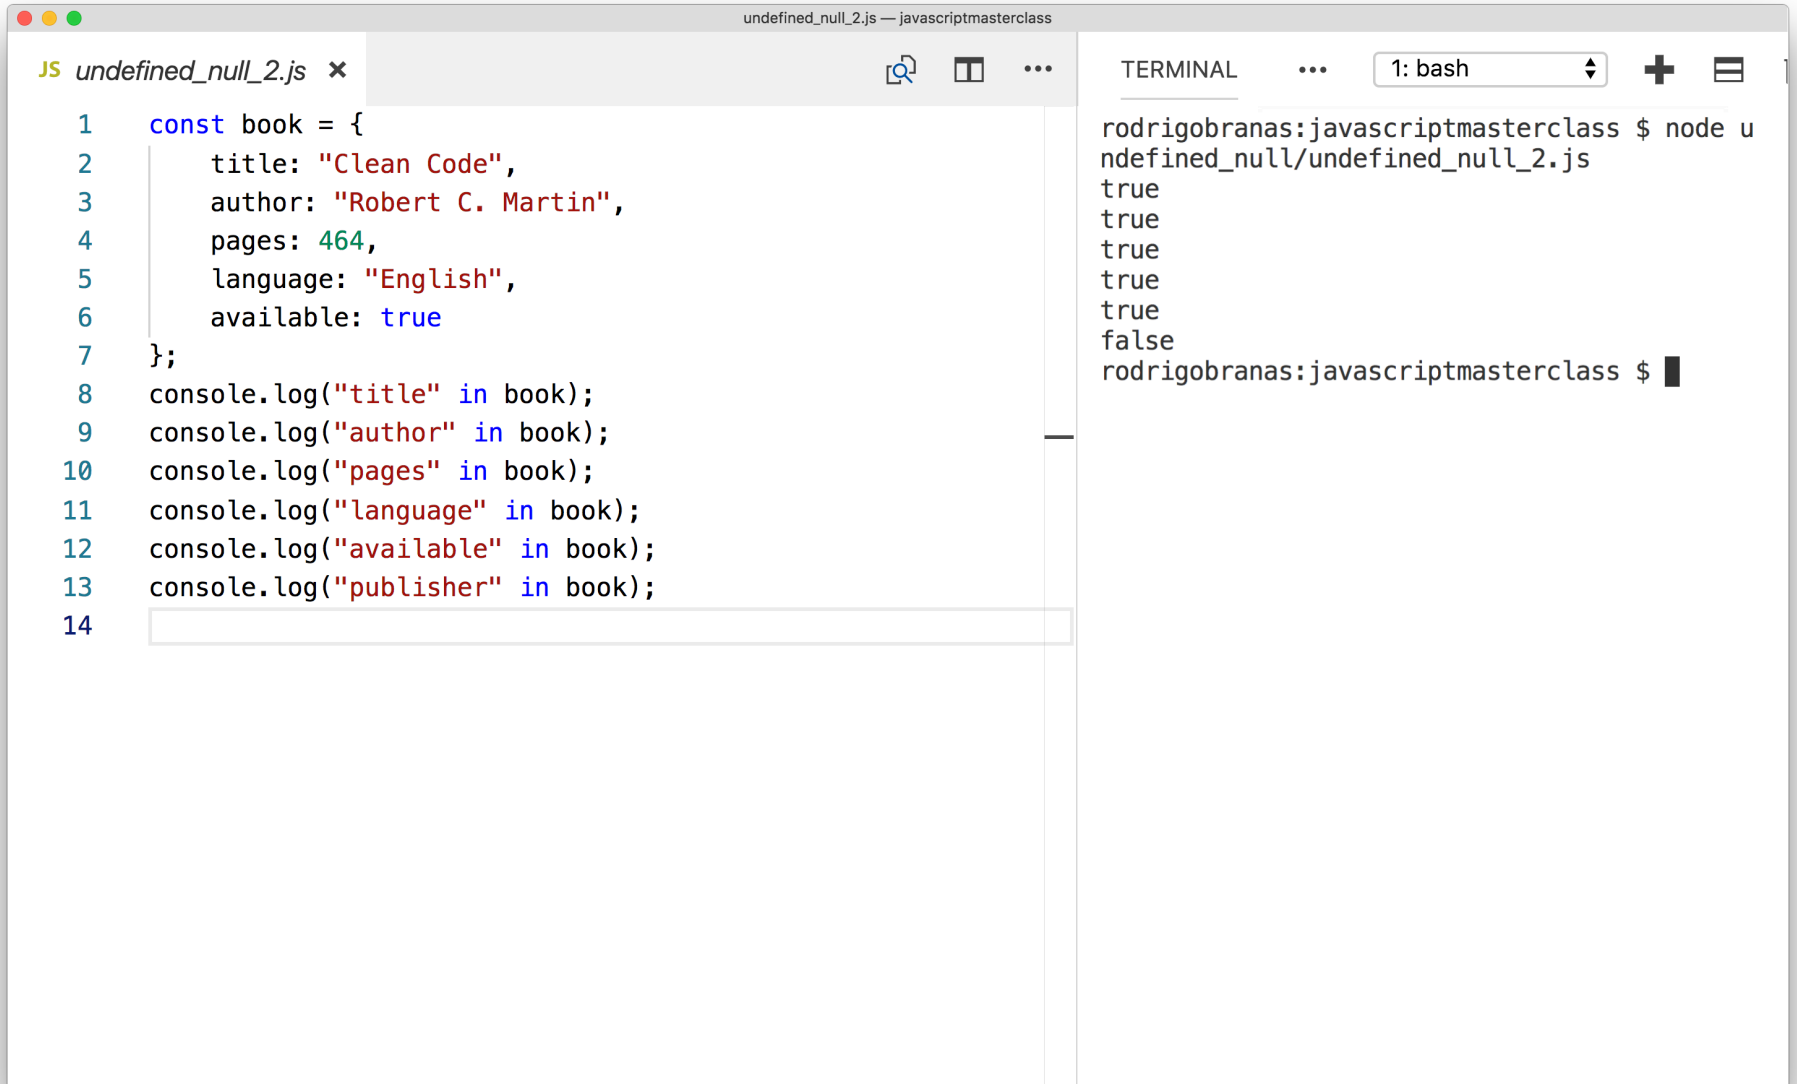 undefined_null_2.js — javascriptmasterclass
JS undefined_null_2.js
1 const book = {
2 title: "Clean Code",
3 author: "Robert C. Martin",
4 pages: 464,
5 language: "English",
6 available: true
7 };
8 console.log("title" in book);
9 console.log("author" in book);
10 console.log("pages" in book);
11 console.log("language" in book);
12 console.log("available" in book);
13 console.log("publisher" in book);
14
TERMINAL
1: bash
rodrigobranas:javascriptmasterclass $ node u
ndefined_null/undefined_null_2.js
true
true
true
true
true
false
rodrigobranas:javascriptmasterclass $